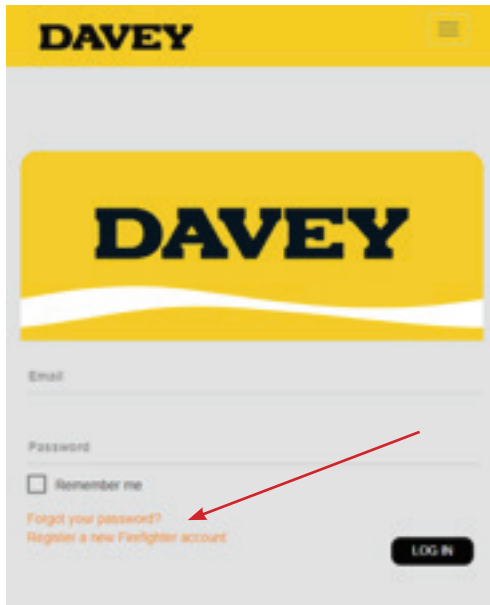 DAVEY
DAVEY
Email
Password
Remember me
Forgot your password?
Register a new Firefighter account
LOG IN